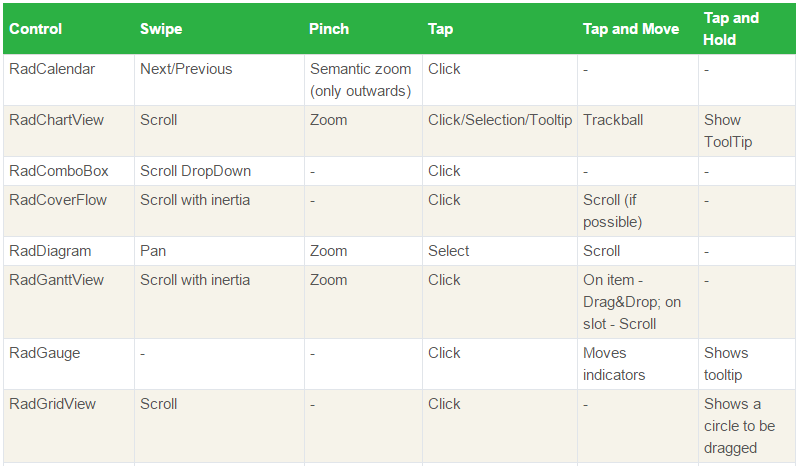 Control Swipe Pinch Tap Tap and Move Tap and Hold
RadCalendar Next/Previous Semantic zoom (only outwards) Click - -
RadChartView Scroll Zoom Click/Selection/Tooltip Trackball Show ToolTip
RadComboBox Scroll DropDown - Click - -
RadCoverFlow Scroll with inertia - Click Scroll (if possible) -
RadDiagram Pan Zoom Select Scroll -
RadGanttView Scroll with inertia Zoom Click On item - Drag&Drop; on slot - Scroll -
RadGauge - - Click Moves indicators Shows tooltip
RadGridView Scroll - Click - Shows a circle to be dragged